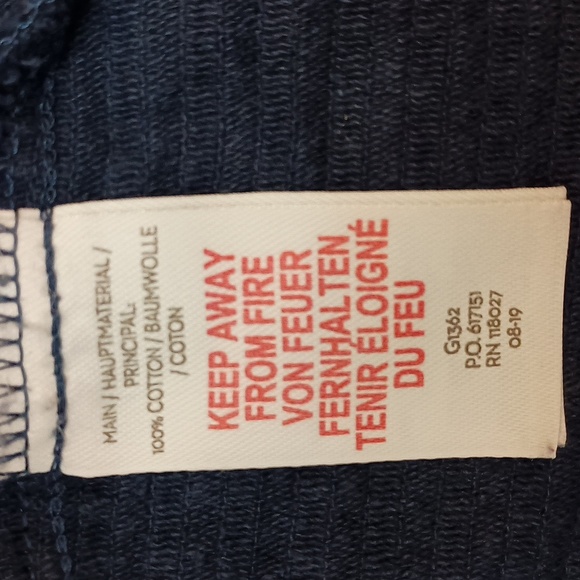 MAIN / HAUPTMATERIAL /
PRINCIPAL:
100% COTTON / BAUMWOLLE
/ COTON
KEEP AWAY
FROM FIRE
VON FEUER
FERNHALTEN
TENIR ÉLOIGNÉ
DU FEU
G1362
P.O. 617151
RN 118027
08-19